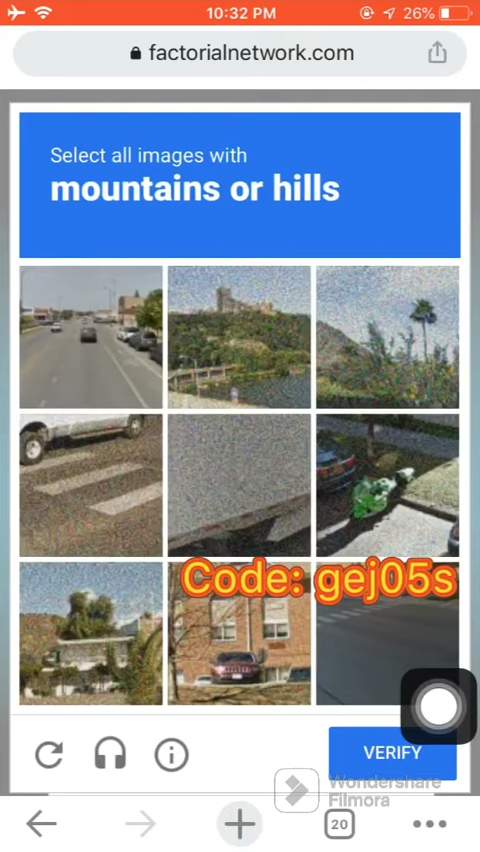 10:32 PM
26%
factorialnetwork.com
Select all images with
mountains or hills
Code: gej05s
VERIFY
Wondershare
Filmora
20